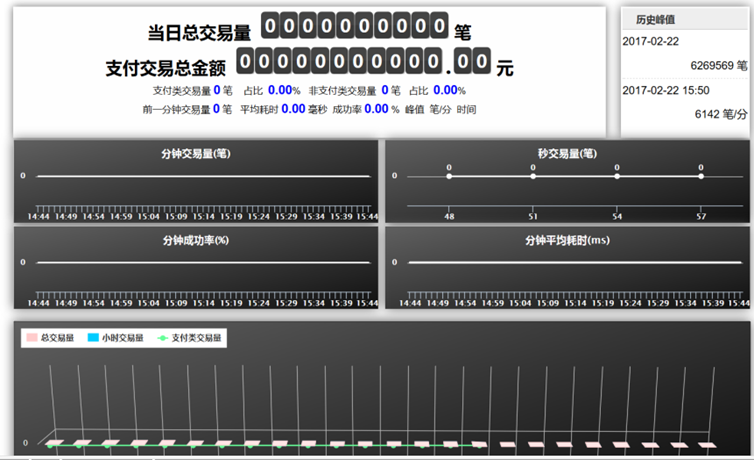 当日总交易量 00000000000 笔
支付交易总金额 00000000000.00 元
支付类交易量 0 笔 占比 0.00% 非支付类交易量 0 笔 占比 0.00%
前一分钟交易量 0 笔 平均耗时 0.00 毫秒 成功率 0.00 % 峰值 笔/分 时间
历史峰值
2017-02-22
6269569 笔
2017-02-22 15:50
6142 笔/分
分钟交易量(笔)
0
14:44 14:49 14:54 14:59 15:04 15:09 15:14 15:19 15:24 15:29 15:34 15:39 15:44
秒交易量(笔)
0 0 0 0
0
48 51 54 57
分钟成功率(%)
0
14:44 14:49 14:54 14:59 15:04 15:09 15:14 15:19 15:24 15:29 15:34 15:39 15:44
分钟平均耗时(ms)
0
14:44 14:49 14:54 14:59 15:04 15:09 15:14 15:19 15:24 15:29 15:34 15:39 15:44
总交易量 小时交易量 支付类交易量
0